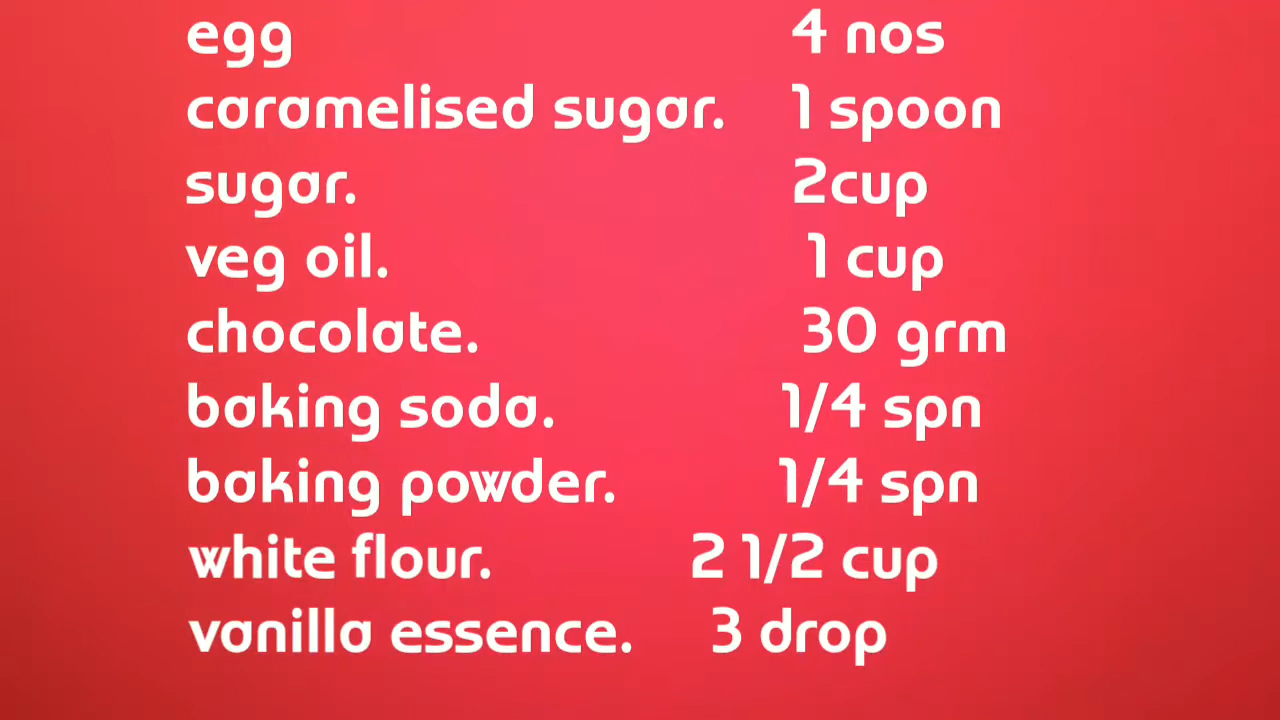 egg 4 nos
caramelised sugar. 1 spoon
sugar. 2cup
veg oil. 1 cup
chocolate. 30 grm
baking soda. 1/4 spn
baking powder. 1/4 spn
white flour. 2 1/2 cup
vanilla essence. 3 drop